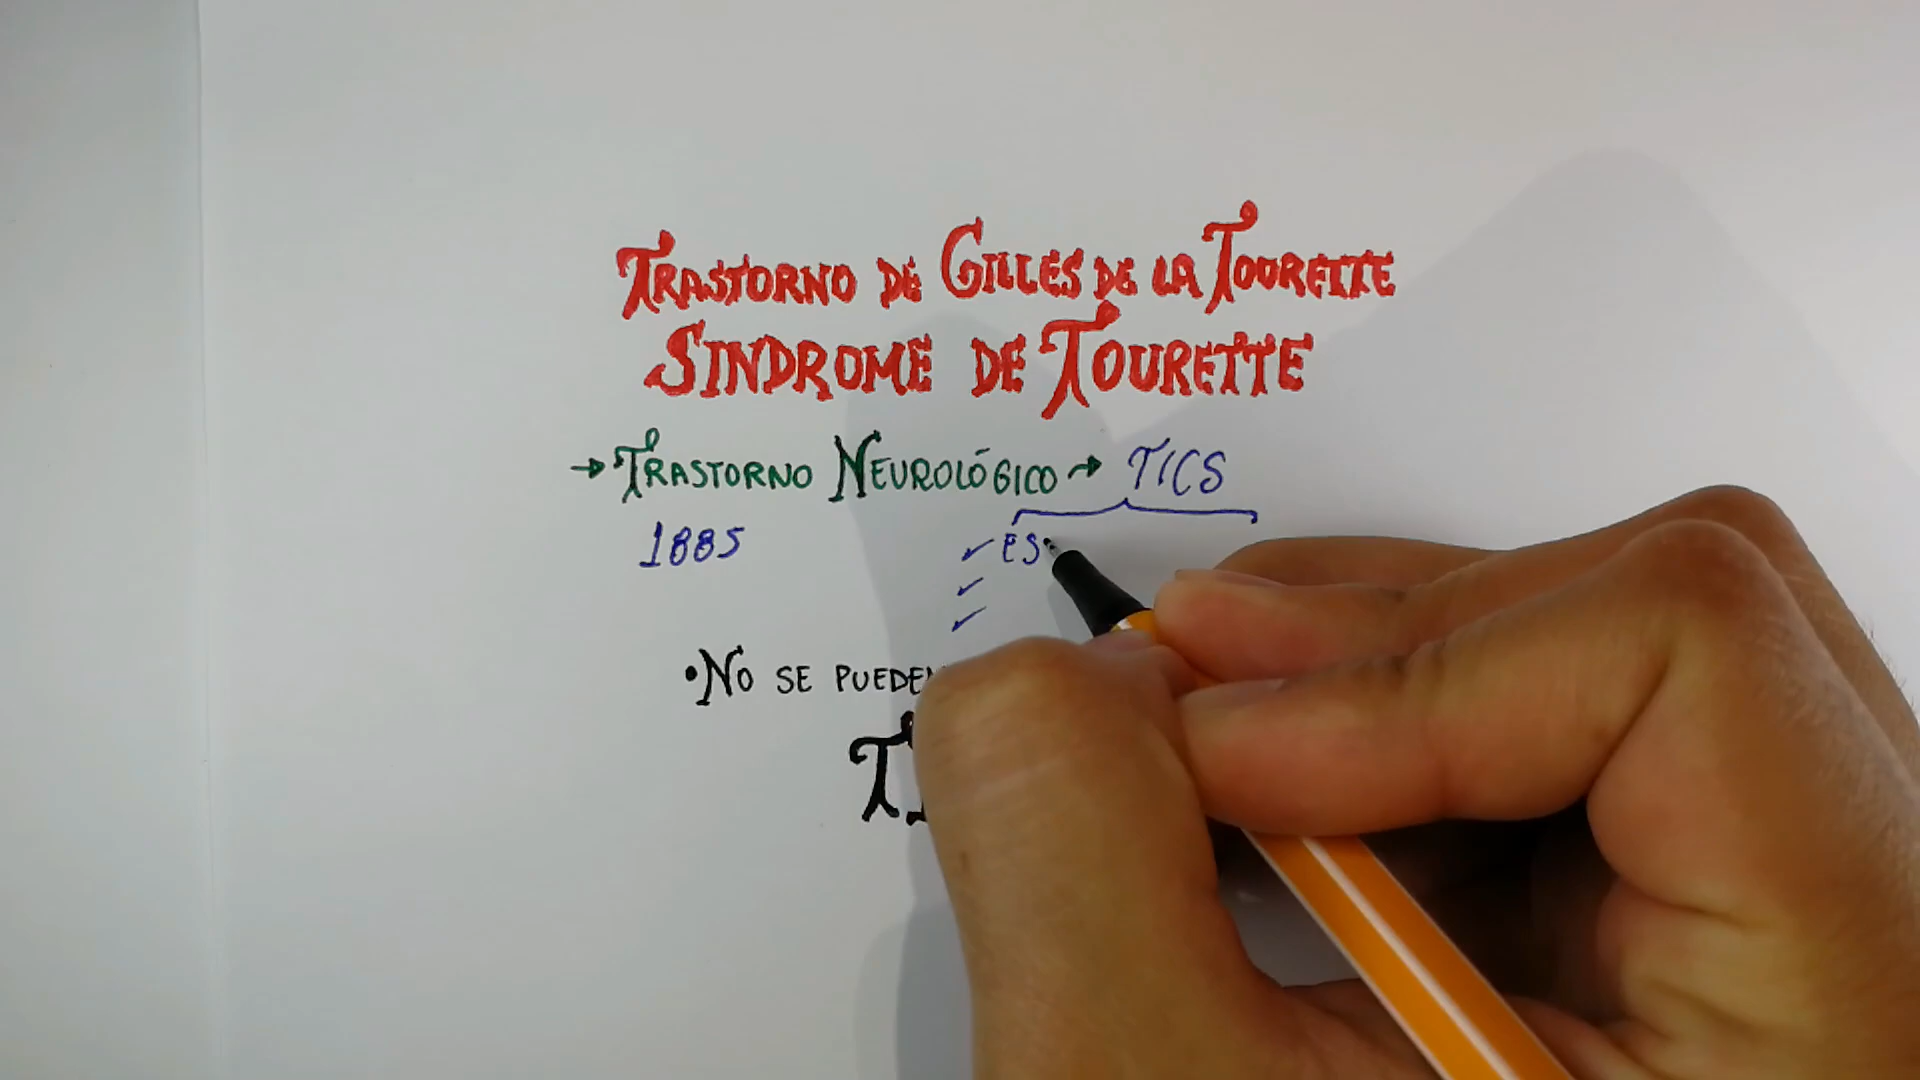 TRASTORNO DE GILLES DE LA TOURETTE
SINDROME DE TOURETTE
→ TRASTORNO NEUROLÓGICO → TICS
1885
✓ ES
✓
✓
• NO SE PUEDEN